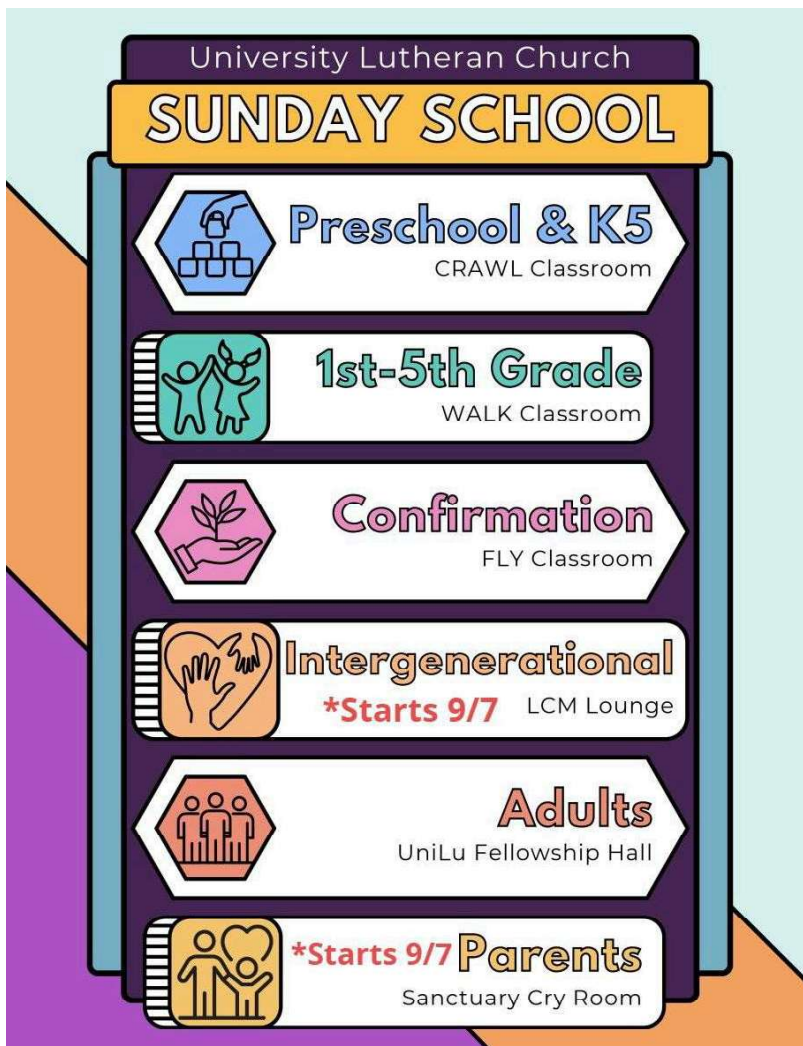 University Lutheran Church
SUNDAY SCHOOL
Preschool & K5
CRAWL Classroom
1st-5th Grade
WALK Classroom
Confirmation
FLY Classroom
Intergenerational
*Starts 9/7 LCM Lounge
Adults
UniLu Fellowship Hall
*Starts 9/7 Parents
Sanctuary Cry Room